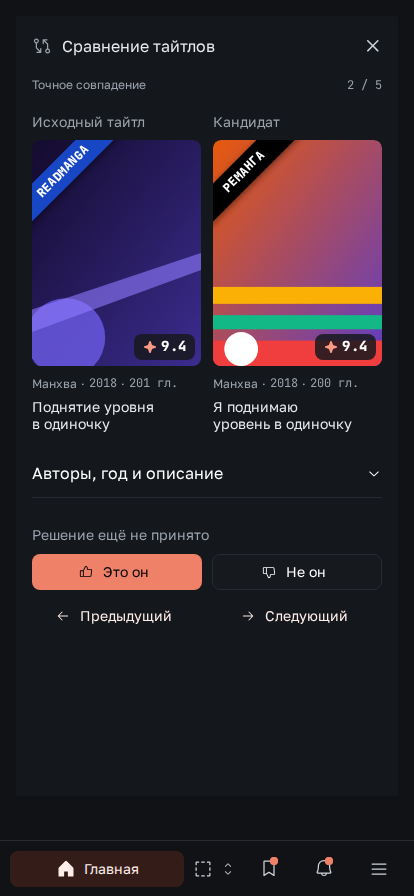 Сравнение тайтлов
Точное совпадение
2 / 5
Исходный тайтл
Кандидат
READMANGA
РЕМАНГА
9.4
9.4
Манхва · 2018 · 201 гл.
Манхва · 2018 · 200 гл.
Поднятие уровня
в одиночку
Я поднимаю
уровень в одиночку
Авторы, год и описание
Решение ещё не принято
Это он
Не он
Предыдущий
Следующий
Главная